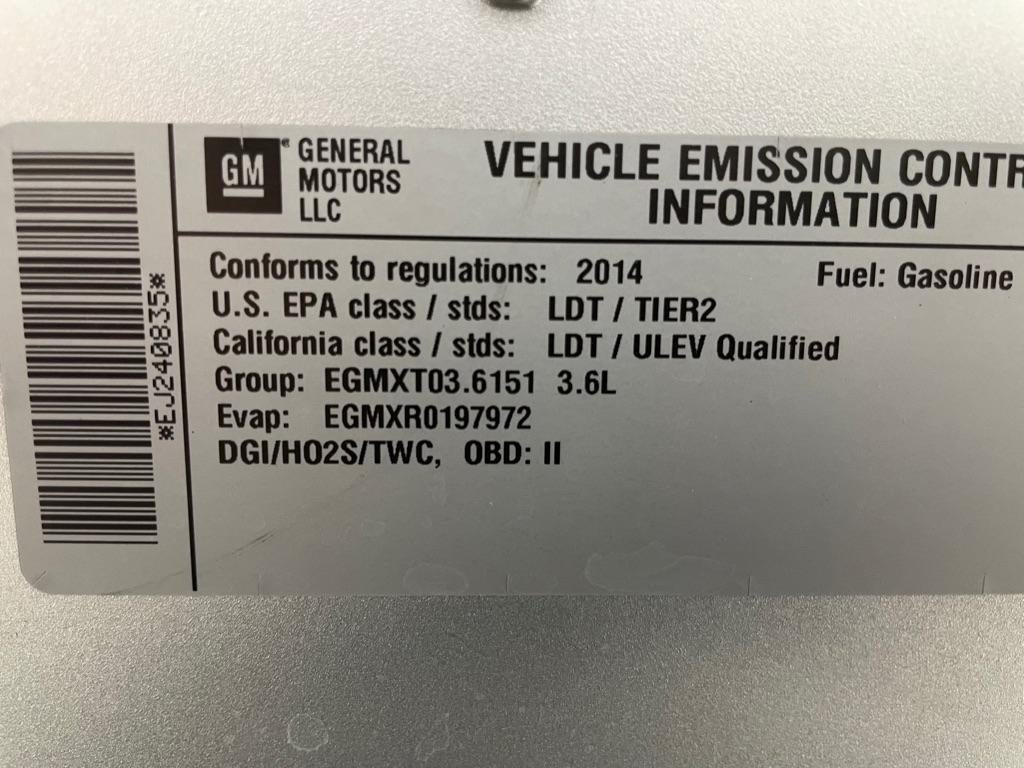 *EJ240835*
GM
GENERAL
MOTORS
LLC
VEHICLE EMISSION CONTR
INFORMATION
Conforms to regulations: 2014
Fuel: Gasoline
U.S. EPA class / stds: LDT / TIER2
California class / stds: LDT / ULEV Qualified
Group: EGMXT03.6151 3.6L
Evap: EGMXR0197972
DGI/HO2S/TWC, OBD: II